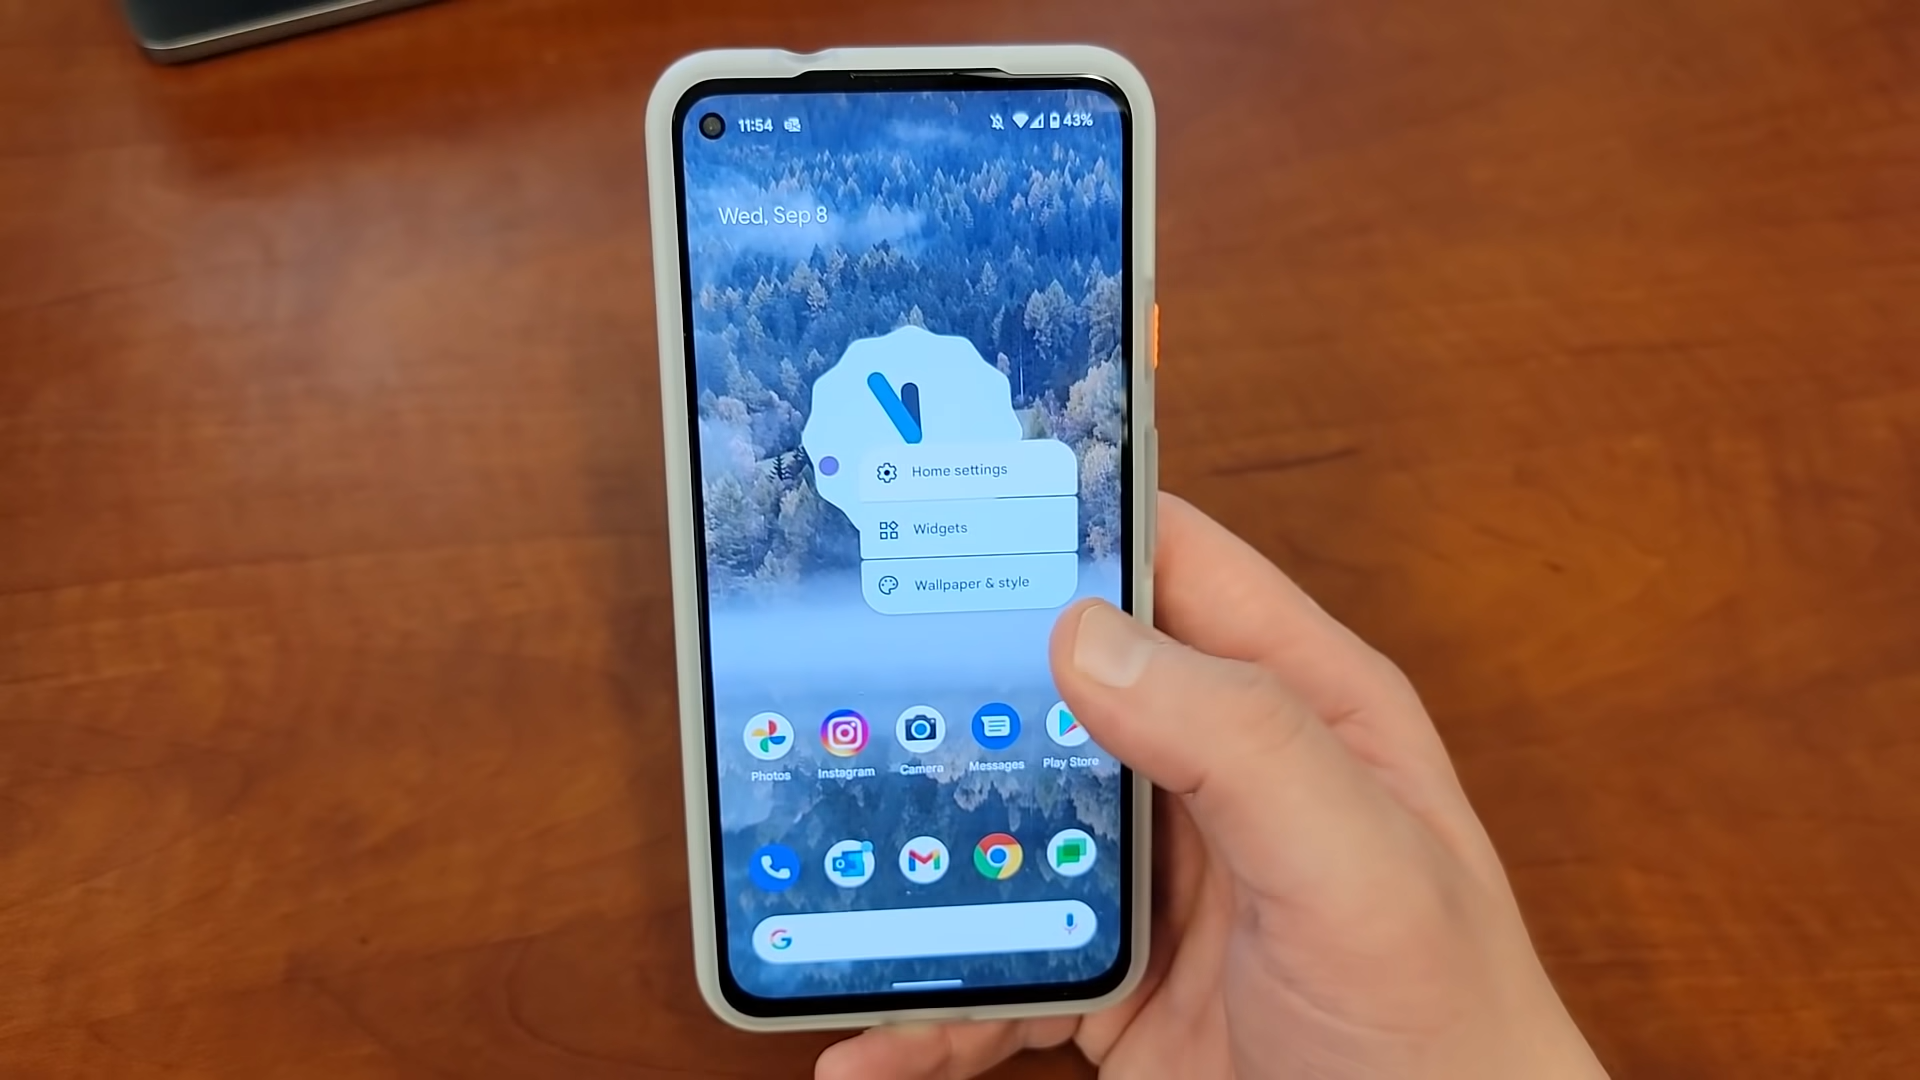 11:54 43%
Wed, Sep 8
Home settings
Widgets
Wallpaper & style
Photos Instagram Camera Messages Play Store